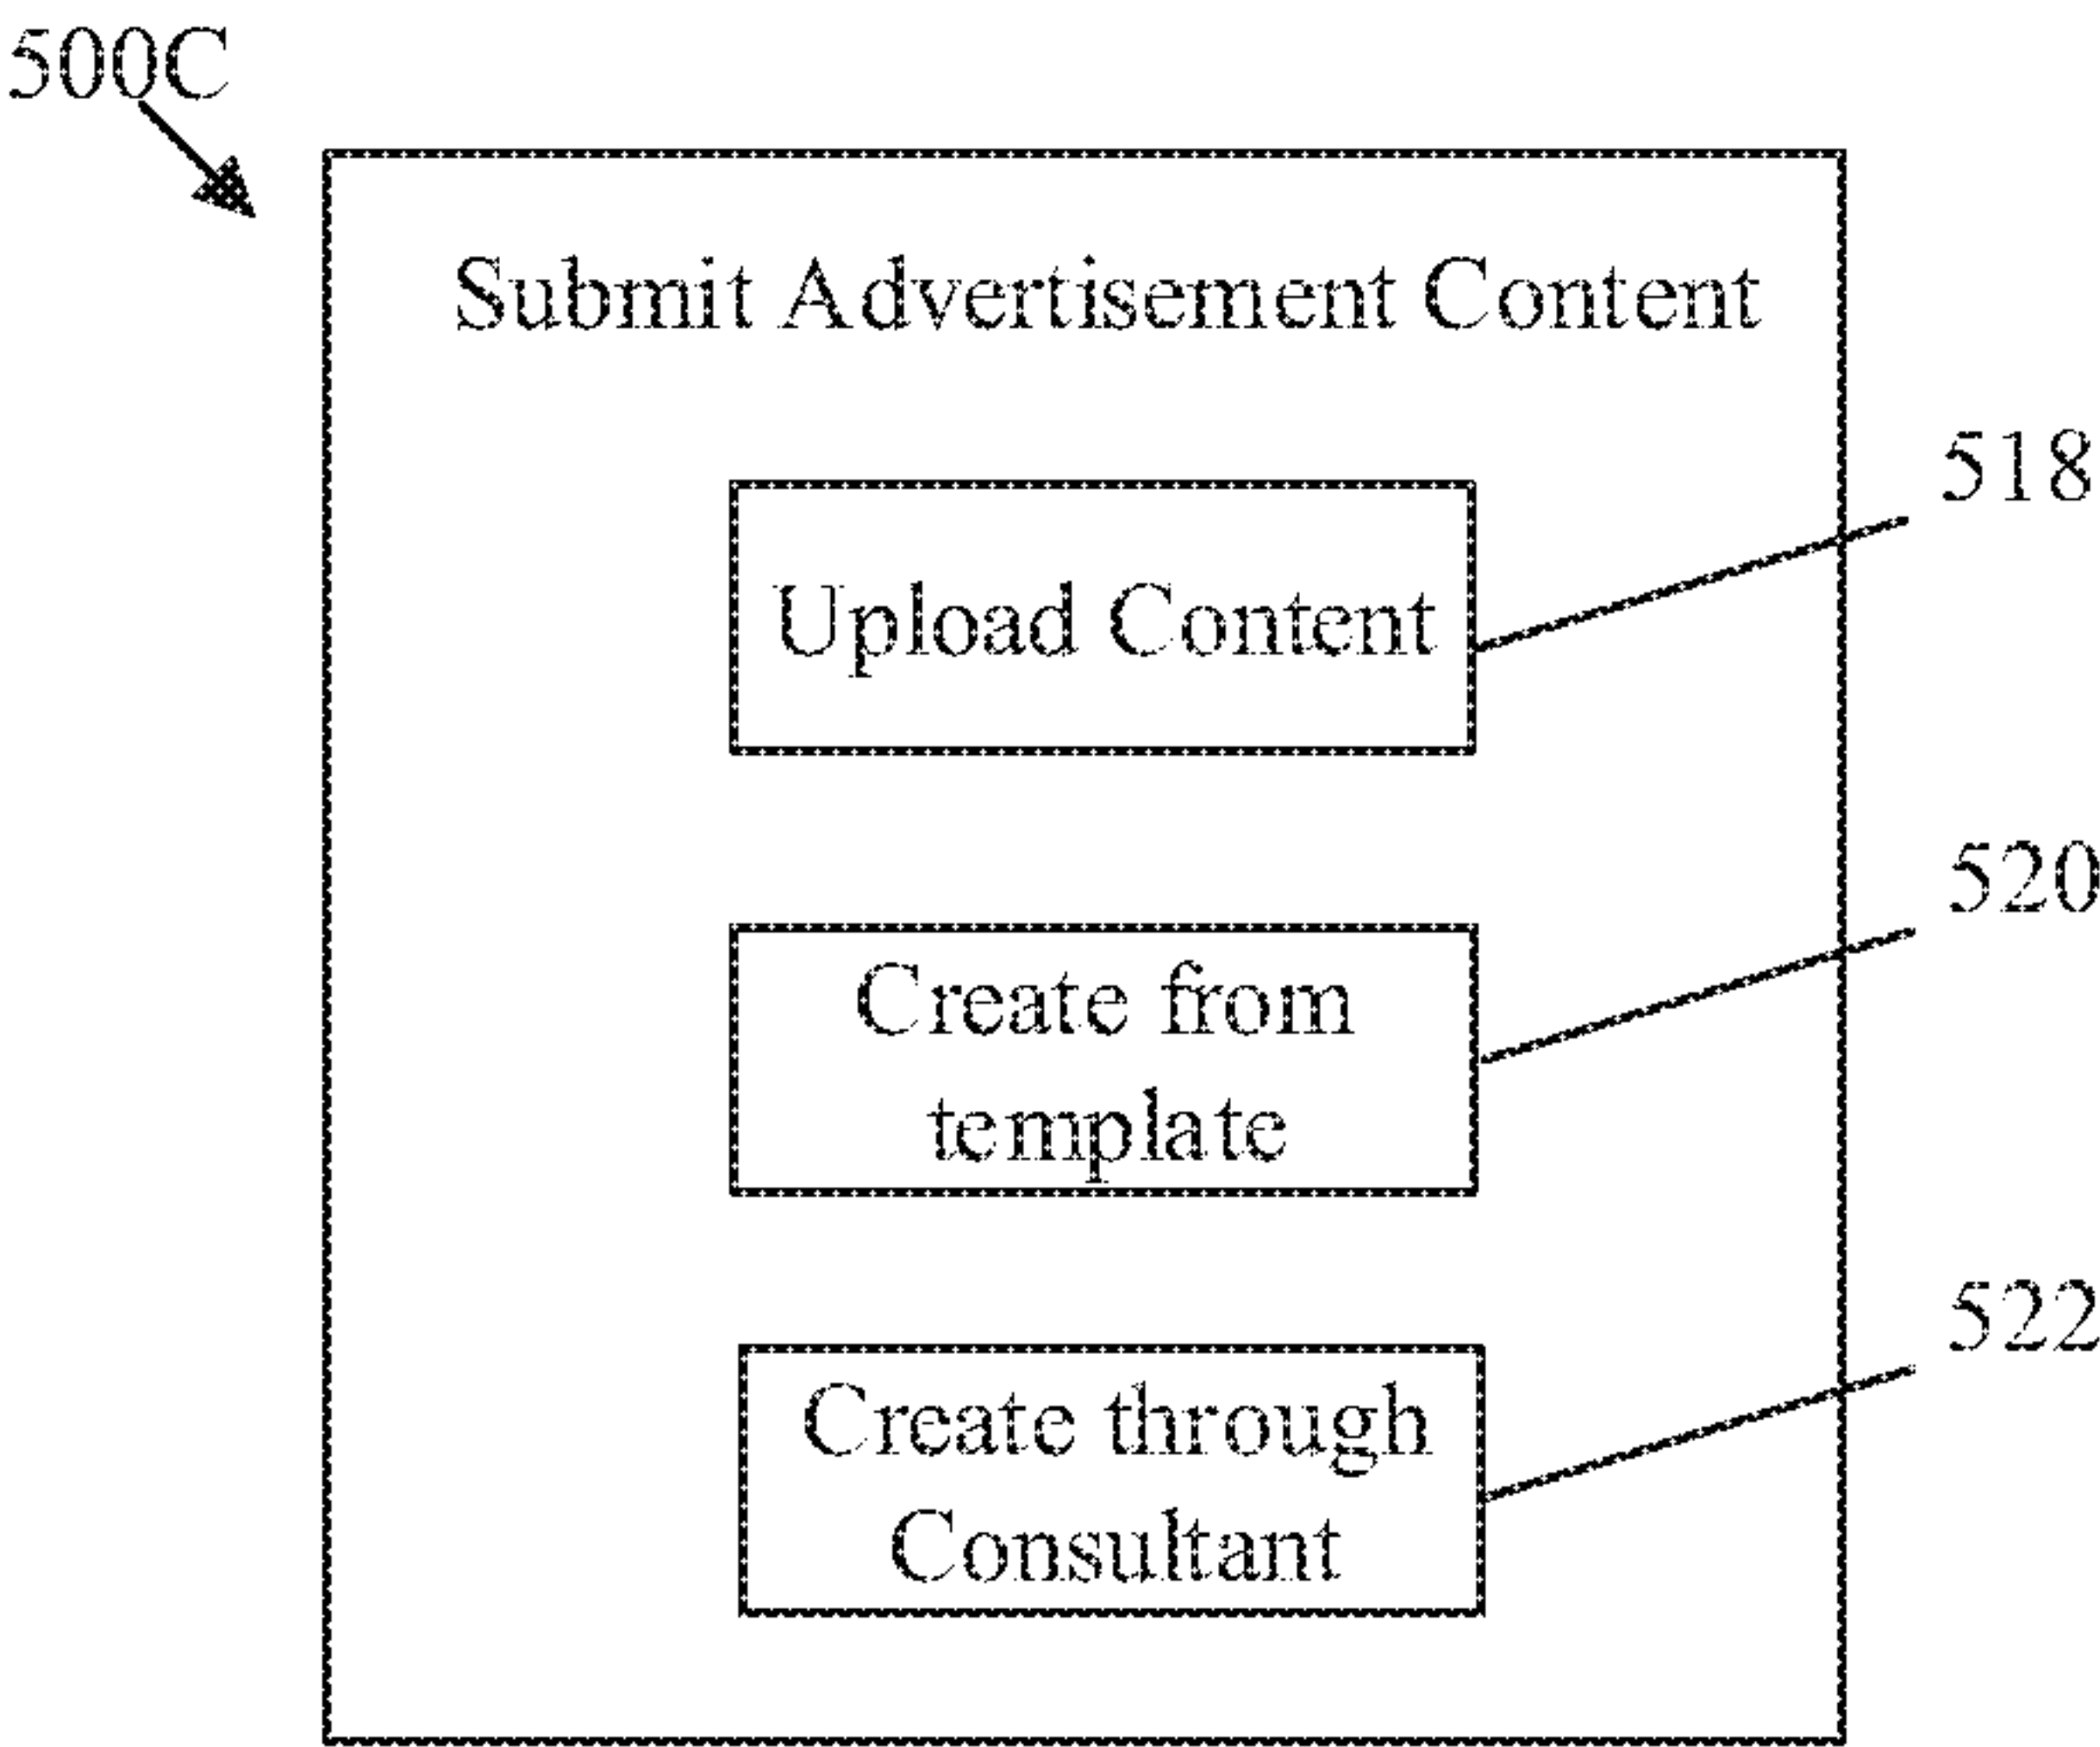 500C
Submit Advertisement Content
518
Upload Content
520
Create from
template
522
Create through
Consultant